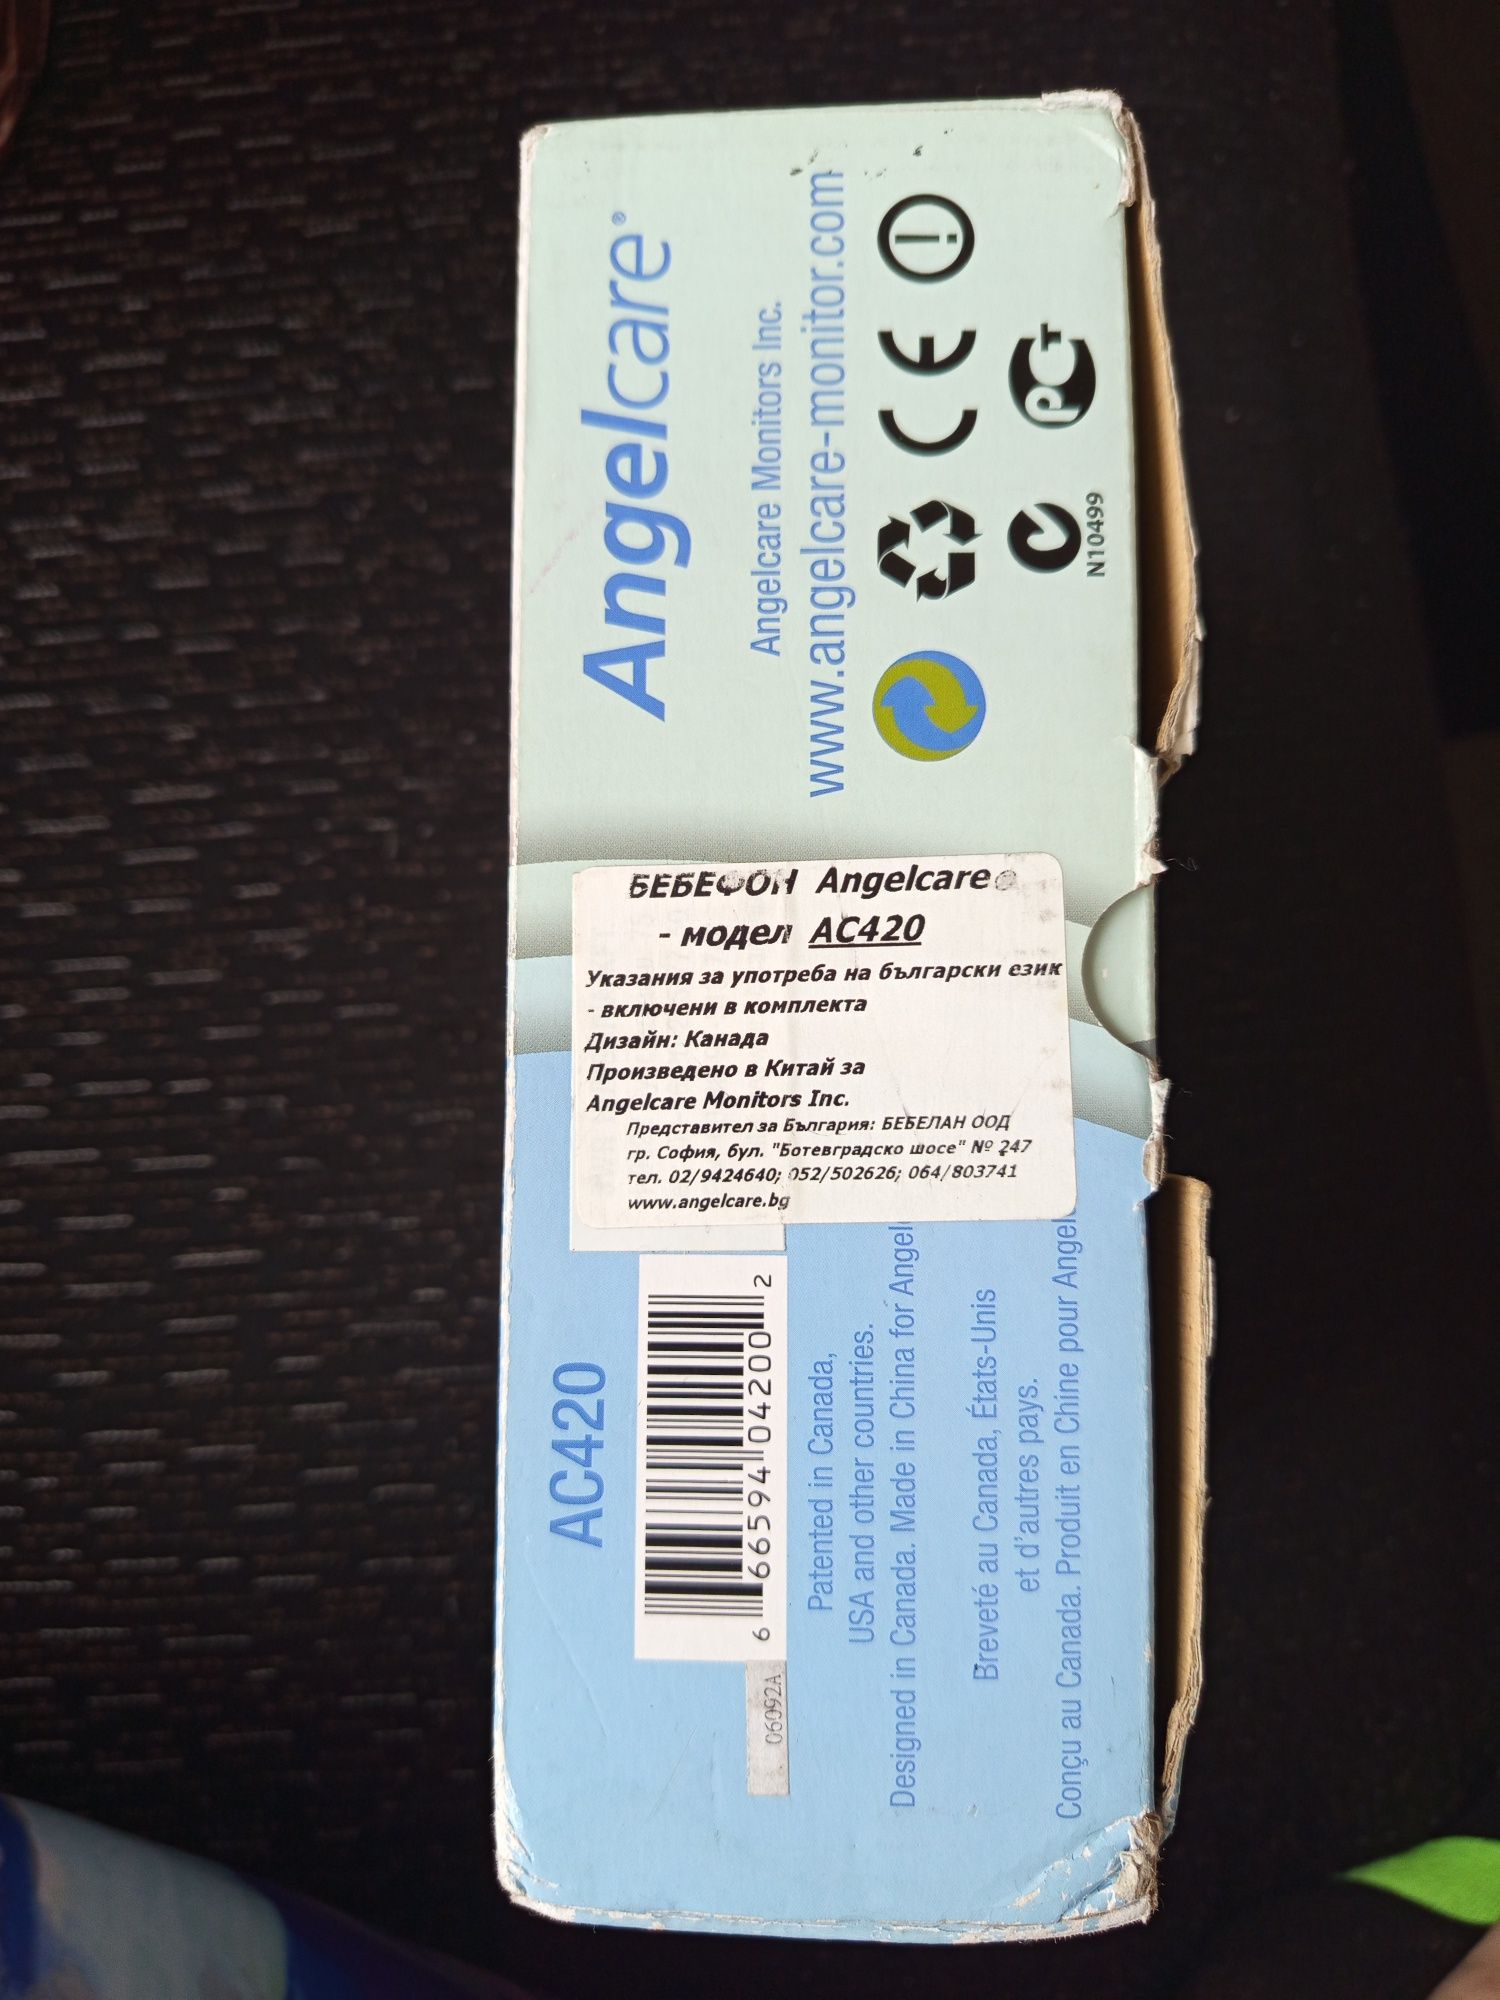 Angelcare®
Angelcare Monitors Inc.
www.angelcare-monitor.com
N10499
БЕБЕФОН Angelcare
- модел AC420
Указания за употреба на български език
- включени в комплекта
Дизайн: Канада
Произведено в Китай за
Angelcare Monitors Inc.
Представител за България: БЕБЕЛАН ООД
гр. София, бул. "Ботевградско шосе" № 247
тел. 02/9424640; 052/502626; 064/803741
www.angelcare.bg
AC420
6 66594 04200 2
06092A
Patented in Canada,
USA and other countries.
Designed in Canada. Made in China for Angel
Breveté au Canada, États-Unis
et d'autres pays.
Conçu au Canada. Produit en Chine pour Angel